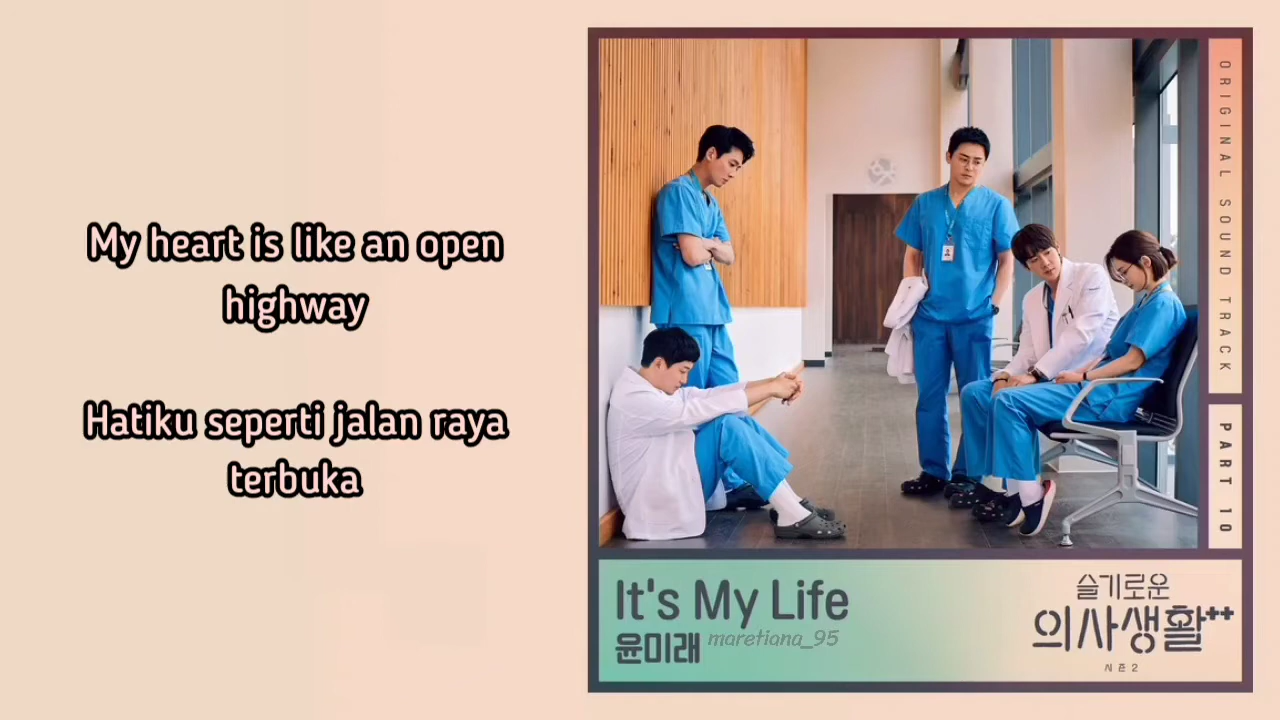 My heart is like an open
highway
Hatiku seperti jalan raya
terbuka
ORIGINAL SOUND TRACK
PART 10
It's My Life
윤미래
maretiana_95
슬기로운
의사생활++
시즌2